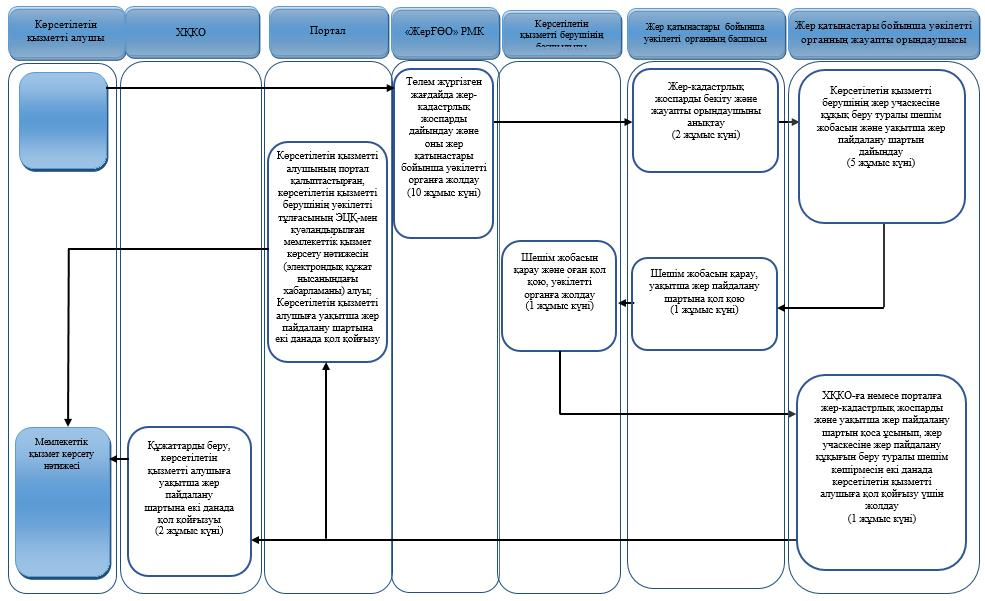 Көрсетілетін
қызметті алушы
ХҚКО
Портал
«ЖерҒӨО» РМК
Көрсетілетін
қызметті берушінің
Жер қатынастары бойынша
уәкілетті органның басшысы
Жер қатынастары бойынша уәкілетті
органның жауапты орындаушысы
Төлем жүргізген
жағдайда жер-
кадастрлық
жоспарды
дайындау және
оны жер
қатынастары
бойынша уәкілетті
органға жолдау
(10 жұмыс күні)
Жер-кадастрлық
жоспарды бекіту және
жауапты орындаушыны
анықтау
(2 жұмыс күні)
Көрсетілетін қызметті
берушінің жер учаскесіне
құқық беру туралы шешім
жобасын және уақытша жер
пайдалану шартын
дайындау
(5 жұмыс күні)
Көрсетілетін қызметті
алушының портал
қалыптастырған,
көрсетілетін қызметті
берушінің уәкілетті
тұлғасының ЭЦҚ-мен
куәландырылған
мемлекеттік қызмет
көрсету нәтижесін
(электрондық құжат
нысанындағы
хабарламаны) алуы;
Көрсетілетін қызметті
алушыға уақытша жер
пайдалану шартына
екі данада қол қойғызу
Шешім жобасын
қарау және оған қол
қою, уәкілетті
органға жолдау
(1 жұмыс күні)
Шешім жобасын қарау,
уақытша жер пайдалану
шартына қол қою
(1 жұмыс күні)
ХҚКО-ға немесе порталға
жер-кадастрлық жоспарды
және уақытша жер пайдалану
шартын қоса ұсынып, жер
учаскесіне жер пайдалану
құқығын беру туралы шешім
көшірмесін екі данада
көрсетілетін қызметті
алушыға қол қойғызу үшін
жолдау
(1 жұмыс күні)
Мемлекеттік
қызмет көрсету
нәтижесі
Құжаттарды беру,
көрсетілетін
қызметті алушыға
уақытша жер
пайдалану
шартына екі данада
қол қойғызуы
(2 жұмыс күні)